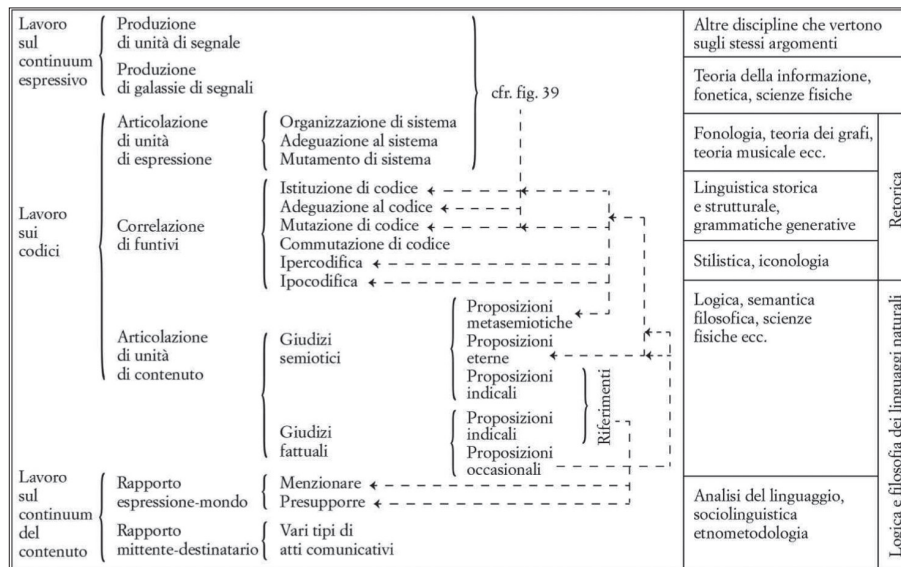 Lavoro
sul
continuum
espressivo
Produzione
di unità di segnale
Produzione
di galassie di segnali
cfr. fig. 39
Altre discipline che vertono
sugli stessi argomenti
Teoria della informazione,
fonetica, scienze fisiche
Lavoro
sui
codici
Articolazione
di unità
di espressione
Organizzazione di sistema
Adeguazione al sistema
Mutamento di sistema
Fonologia, teoria dei grafi,
teoria musicale ecc.
Correlazione
di funtivi
Istituzione di codice
Adeguazione al codice
Mutazione di codice
Commutazione di codice
Ipercodifica
Ipocodifica
Linguistica storica
e strutturale,
grammatiche generative
Stilistica, iconologia
Retorica
Articolazione
di unità
di contenuto
Giudizi
semiotici
Proposizioni
metasemiotiche
Proposizioni
eterne
Proposizioni
indicali
Giudizi
fattuali
Proposizioni
indicali
Proposizioni
occasionali
Riferimenti
Logica, semantica
filosofica, scienze
fisiche ecc.
Lavoro
sul
continuum
del
contenuto
Rapporto
espressione-mondo
Menzionare
Presupporre
Rapporto
mittente-destinatario
Vari tipi di
atti comunicativi
Analisi del linguaggio,
sociolinguistica
etnometodologia
Logica e filosofia dei linguaggi naturali